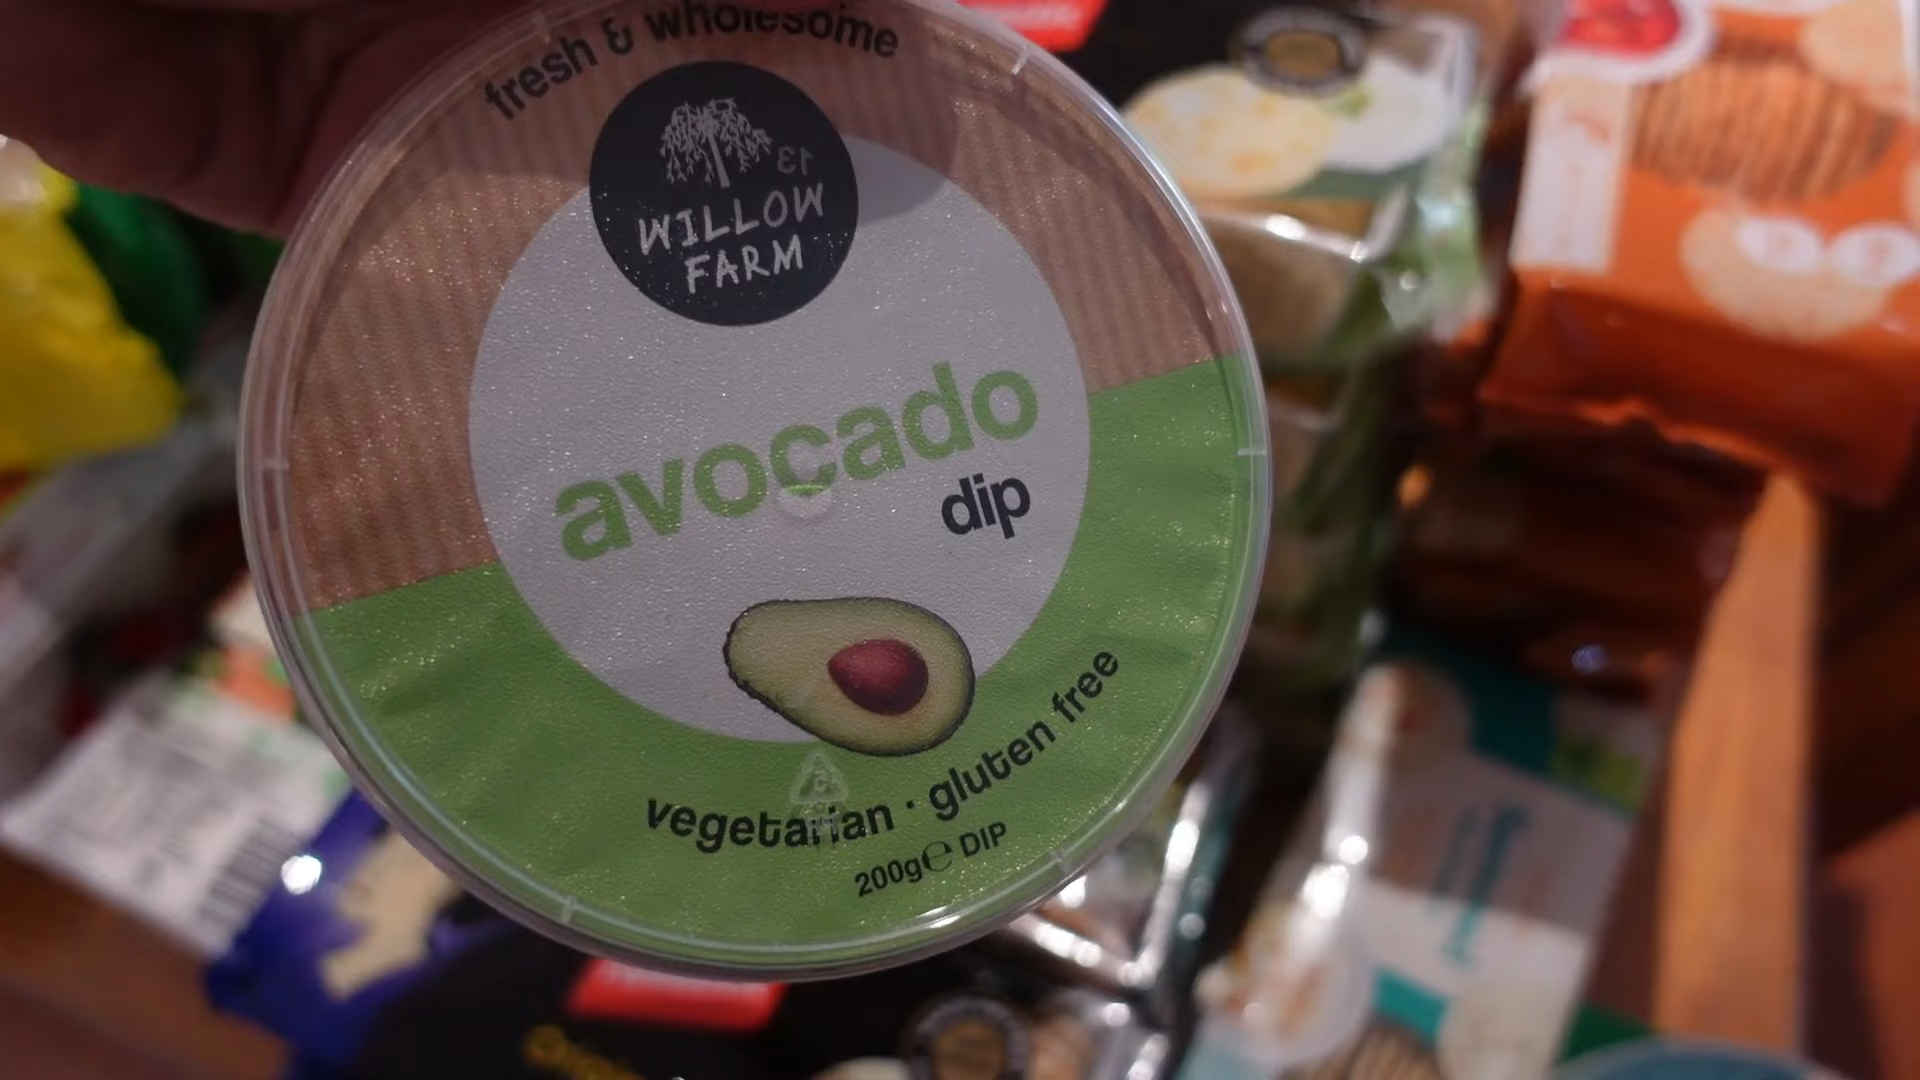 fresh & wholesome
13
WILLOW
FARM
avocado
dip
vegetarian · gluten free
200g℮ DIP